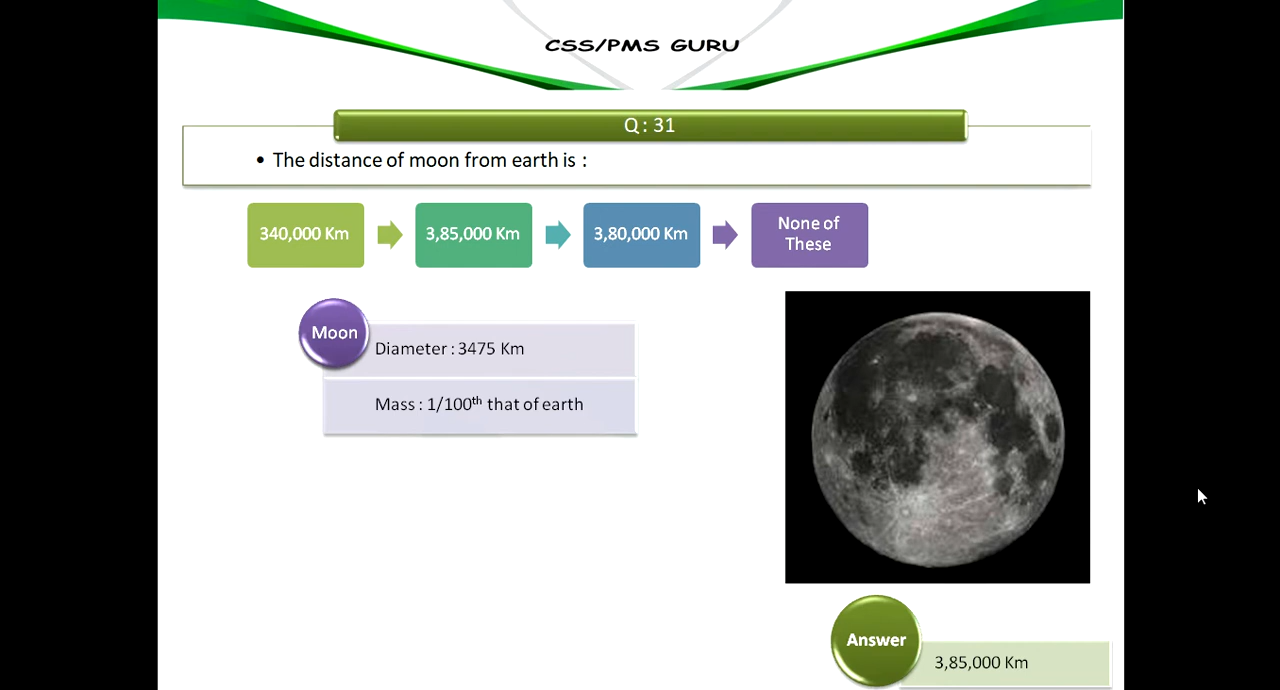 CSS/PMS GURU
Q : 31
• The distance of moon from earth is :
340,000 Km
3,85,000 Km
3,80,000 Km
None of
These
Moon
Diameter : 3475 Km
Mass : 1/100th that of earth
Answer
3,85,000 Km